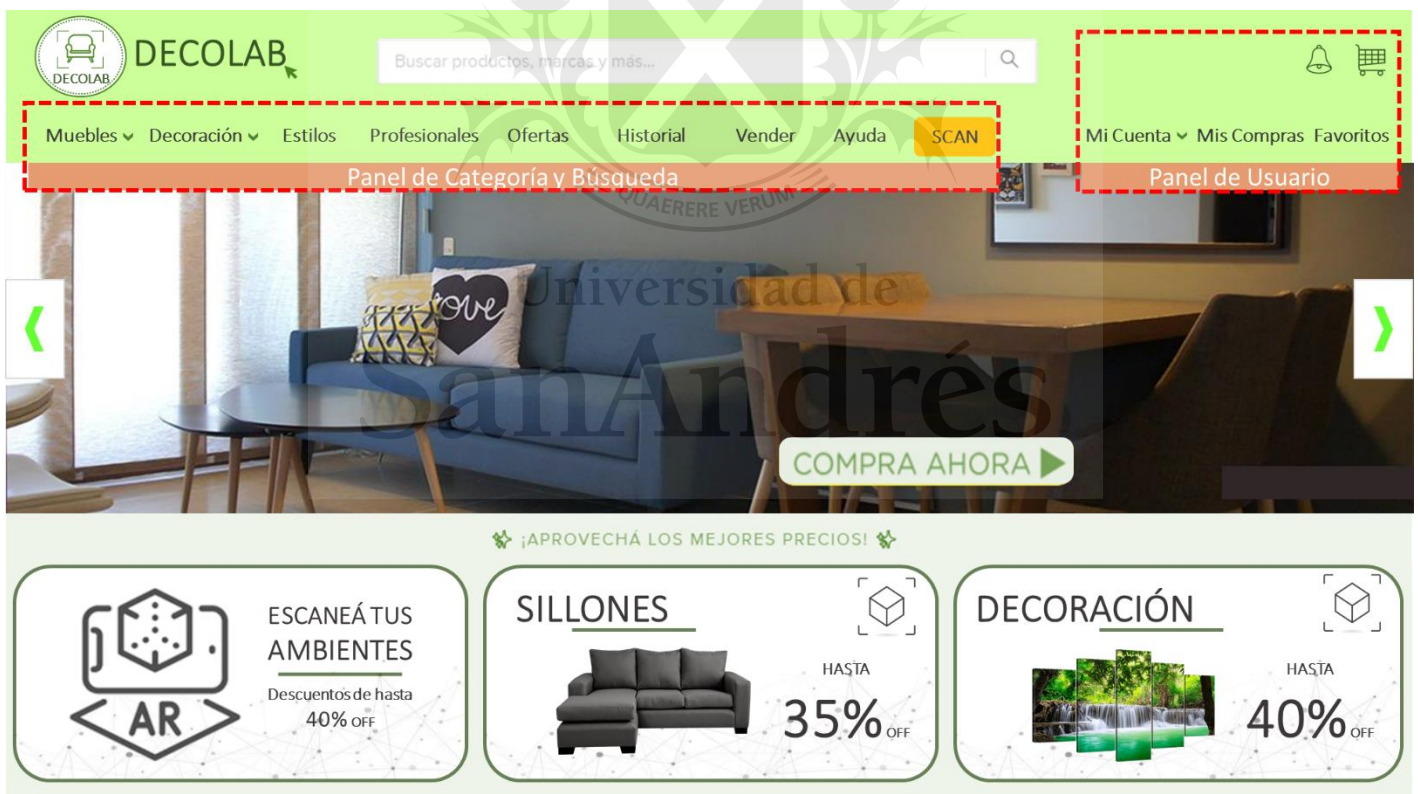 DECOLAB
DECOLAB
Buscar productos, marcas y más...
Muebles Decoración Estilos Profesionales Ofertas Historial Vender Ayuda SCAN
Mi Cuenta Mis Compras Favoritos
Panel de Categoría y Búsqueda
Panel de Usuario
QUAERERE VERUM
Universidad de
SanAndrés
love
COMPRA AHORA
¡APROVECHÁ LOS MEJORES PRECIOS!
ESCANEÁ TUS
AMBIENTES
Descuentos de hasta
40% OFF
AR
SILLONES
HASTA
35% OFF
DECORACIÓN
HASTA
40% OFF